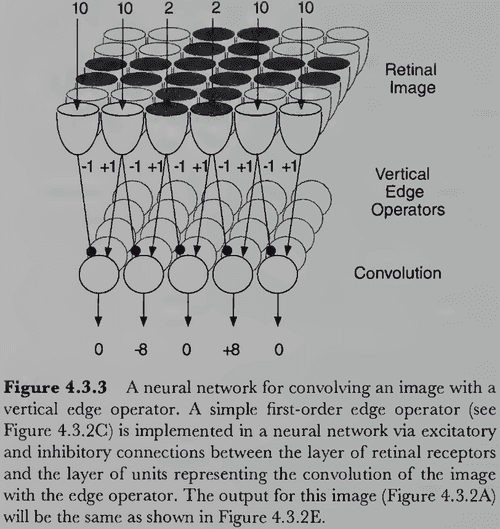 10 10 2 2 10 10
Retinal
Image
-1 +1 -1 +1 -1 +1 -1 +1 -1 +1
Vertical
Edge
Operators
Convolution
0 -8 0 +8 0
Figure 4.3.3 A neural network for convolving an image with a
vertical edge operator. A simple first-order edge operator (see
Figure 4.3.2C) is implemented in a neural network via excitatory
and inhibitory connections between the layer of retinal receptors
and the layer of units representing the convolution of the image
with the edge operator. The output for this image (Figure 4.3.2A)
will be the same as shown in Figure 4.3.2E.